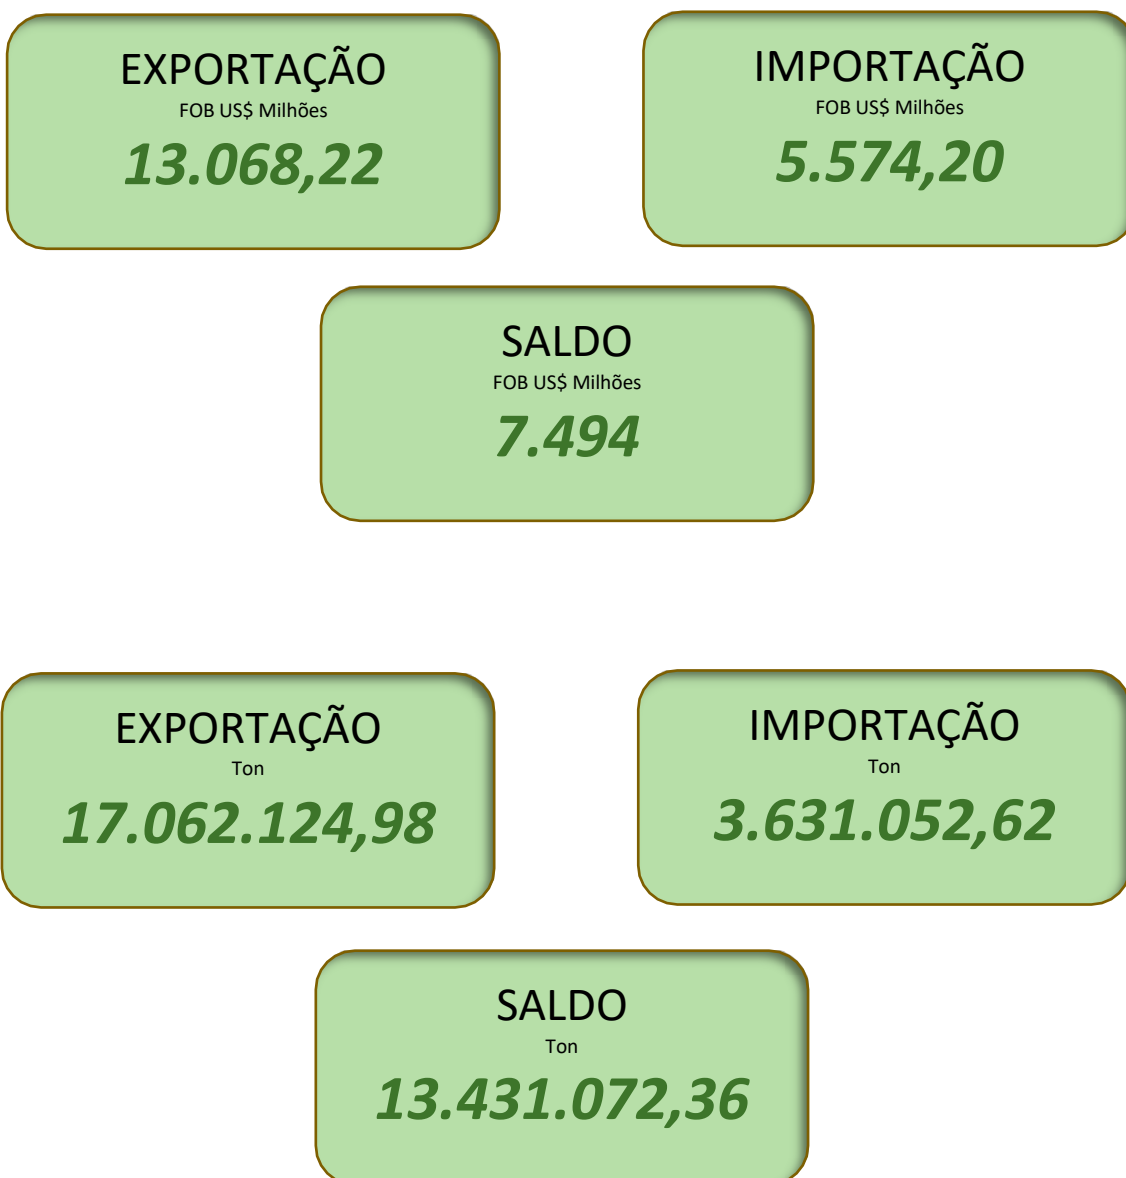 EXPORTAÇÃO
FOB US$ Milhões
13.068,22
IMPORTAÇÃO
FOB US$ Milhões
5.574,20
SALDO
FOB US$ Milhões
7.494
EXPORTAÇÃO
Ton
17.062.124,98
IMPORTAÇÃO
Ton
3.631.052,62
SALDO
Ton
13.431.072,36